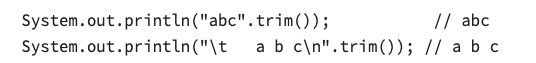 System.out.println("abc".trim());           // abc
System.out.println("\t   a b c\n".trim()); // a b c